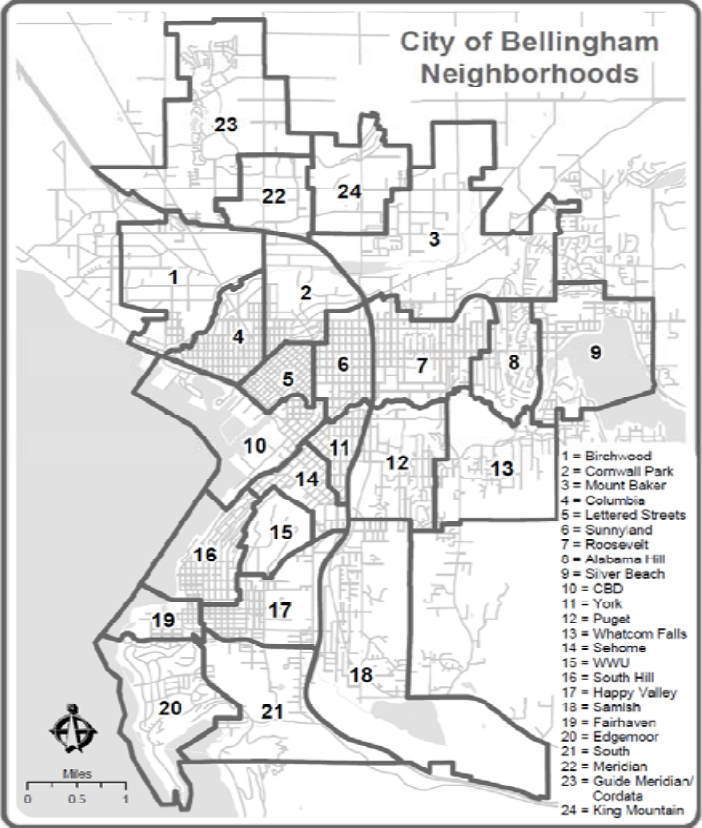 City of Bellingham
Neighborhoods
23
22
24
3
1
2
4
5
6
7
8
9
10
11
12
13
14
15
16
17
18
19
20
21
1 = Birchwood
2 = Cornwall Park
3 = Mount Baker
4 = Columbia
5 = Lettered Streets
6 = Sunnyland
7 = Roosevelt
8 = Alabama Hill
9 = Silver Beach
10 = CBD
11 = York
12 = Puget
13 = Whatcom Falls
14 = Sehome
15 = WWU
16 = South Hill
17 = Happy Valley
18 = Samish
19 = Fairhaven
20 = Edgemoor
21 = South
22 = Meridian
23 = Guide Meridian/
Cordata
24 = King Mountain
Miles
0 0.5 1